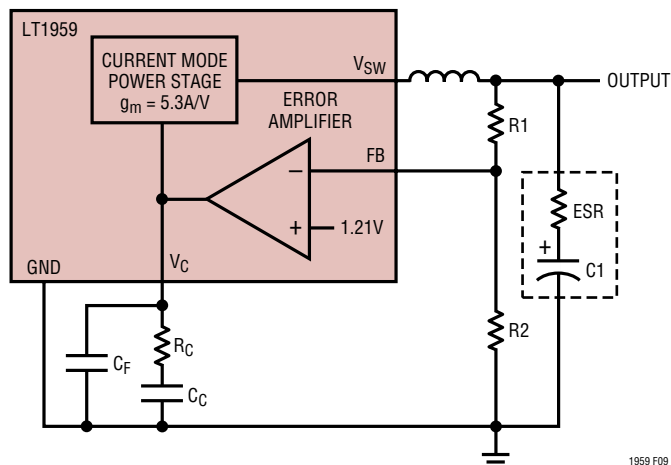 LT1959
CURRENT MODE
POWER STAGE
gm = 5.3A/V
VSW
OUTPUT
ERROR
AMPLIFIER
R1
FB
ESR
+
C1
−
+
1.21V
GND
VC
R2
RC
CF
CC
1959 F09